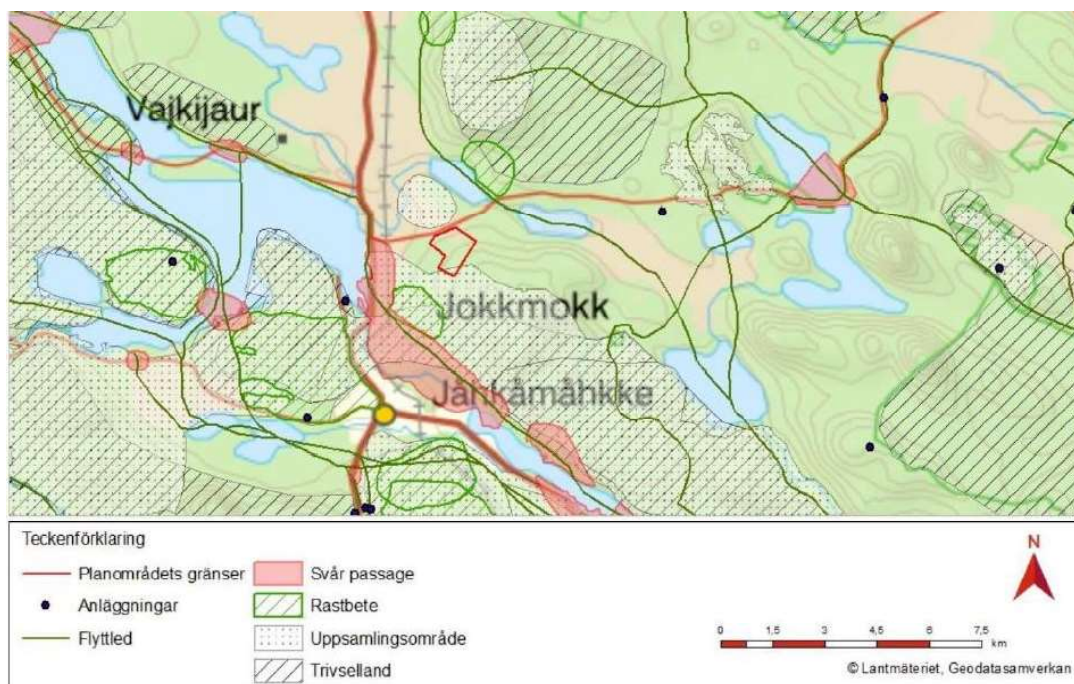 Vajkijaur
Jokkmokk
Jåhkåmåhkke
Teckenförklaring
Planområdets gränser
Anläggningar
Flyttled
Svår passage
Rastbete
Uppsamlingsområde
Trivselland
N
0 1,5 3 4,5 6 7,5
km
© Lantmäteriet, Geodatasamverkan